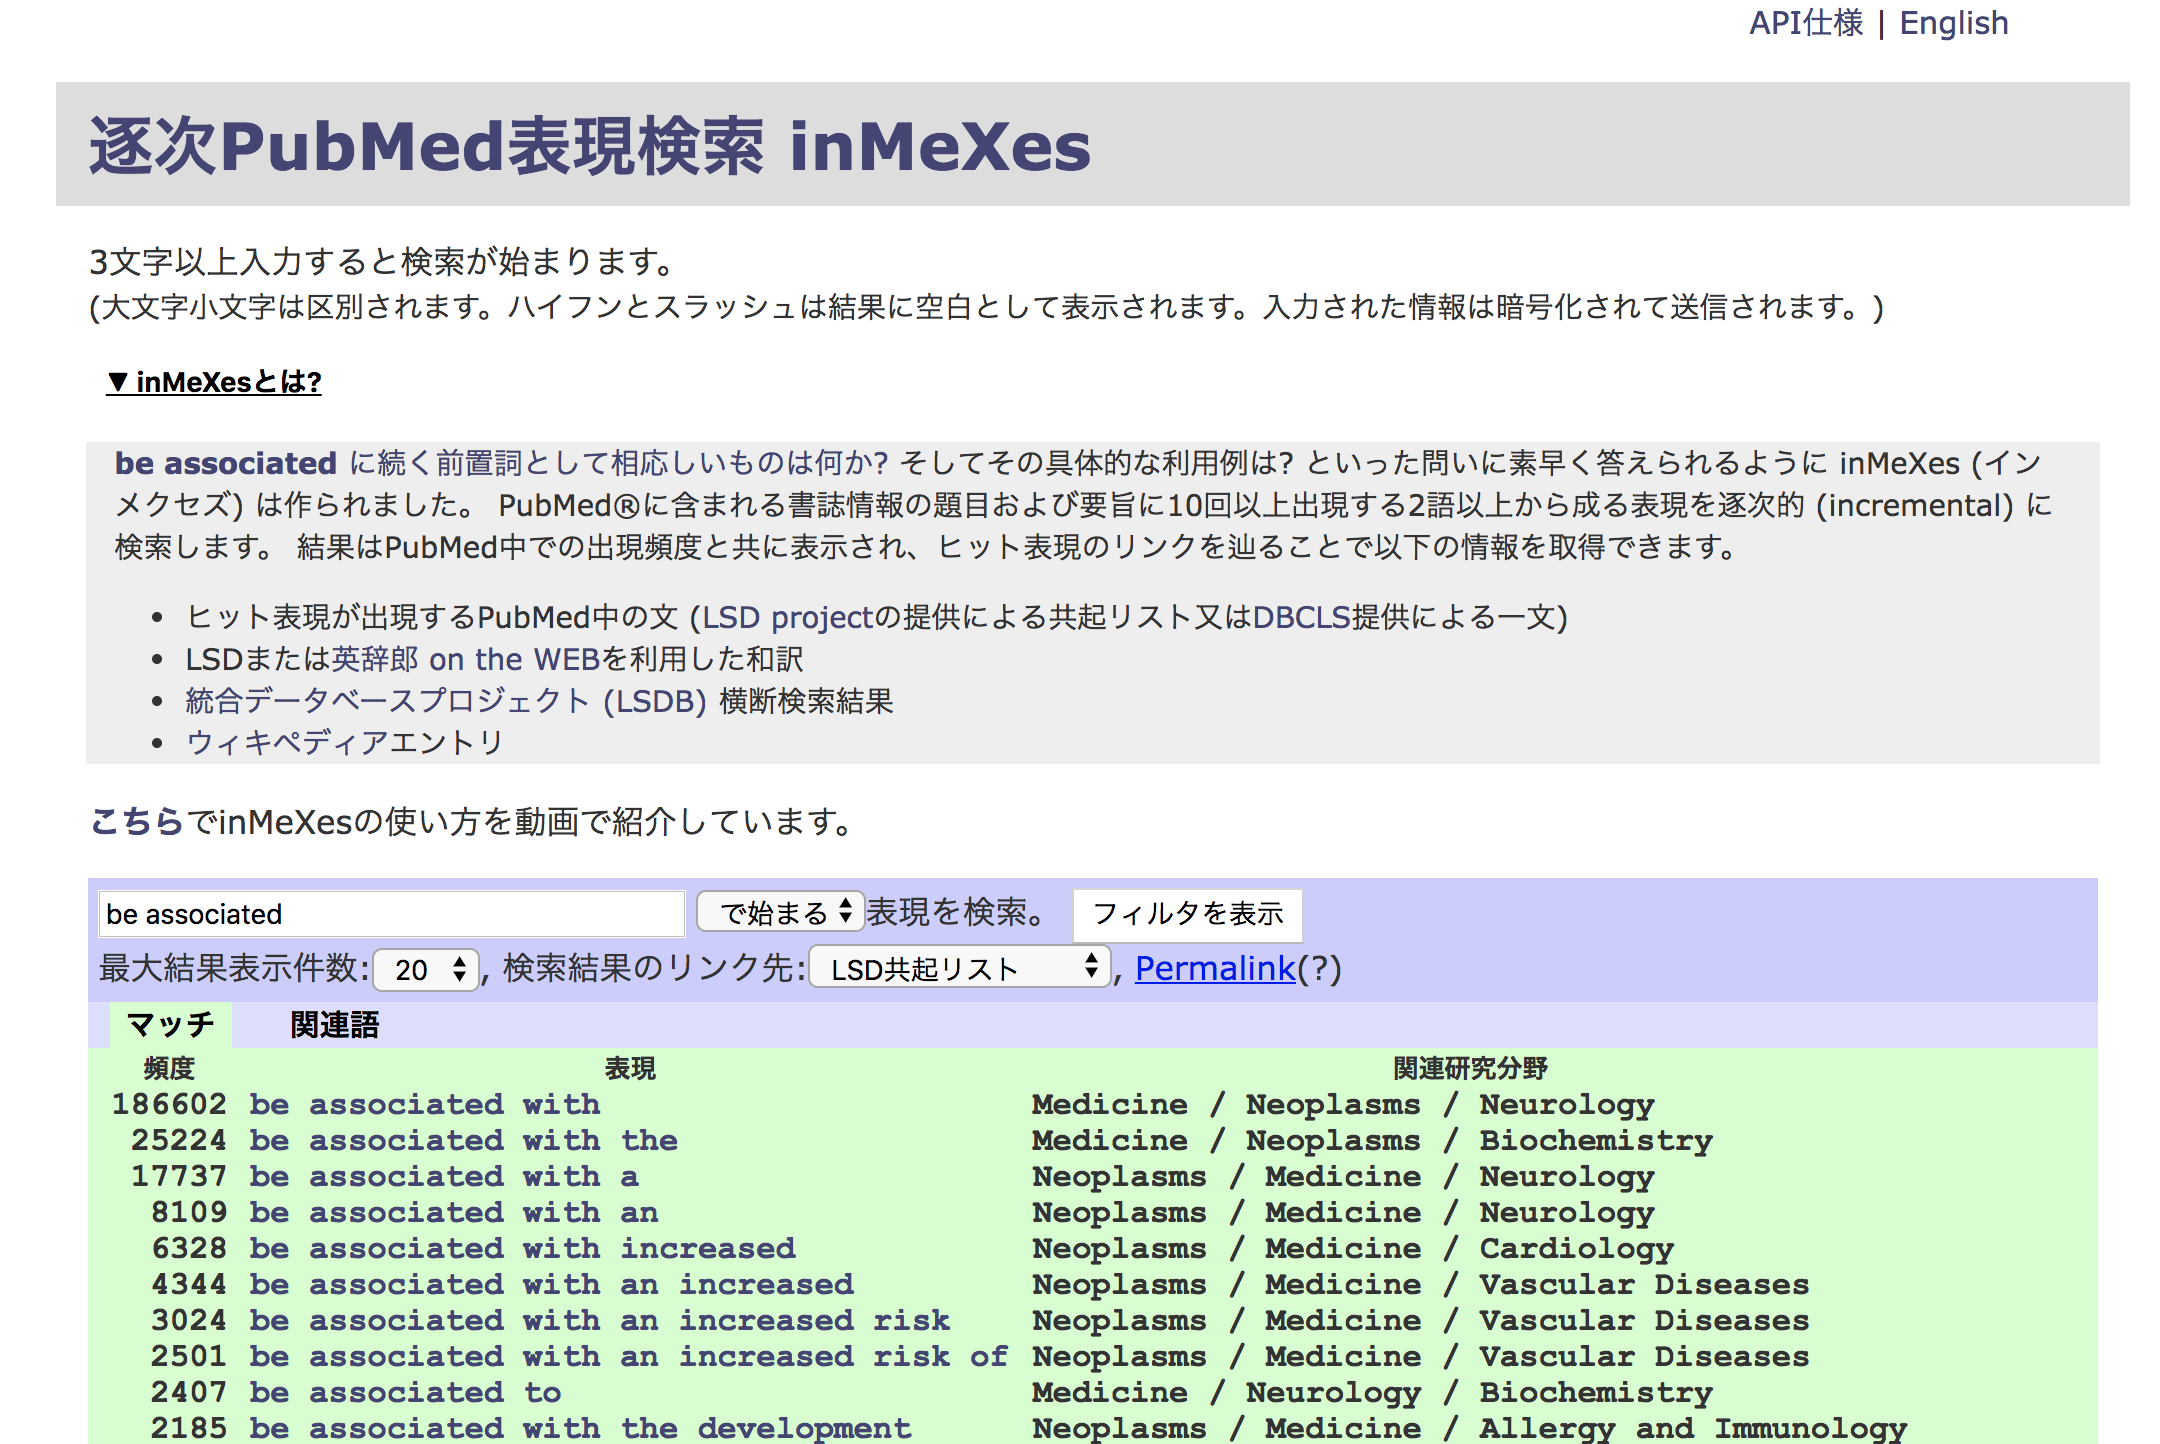 API仕様 | English
逐次PubMed表現検索 inMeXes
3文字以上入力すると検索が始まります。
(大文字小文字は区別されます。ハイフンとスラッシュは結果に空白として表示されます。入力された情報は暗号化されて送信されます。)
▼ inMeXesとは?
be associated に続く前置詞として相応しいものは何か? そしてその具体的な利用例は? といった問いに素早く答えられるように inMeXes (イン
メクセズ) は作られました。 PubMed®に含まれる書誌情報の題目および要旨に10回以上出現する2語以上から成る表現を逐次的 (incremental) に
検索します。 結果はPubMed中での出現頻度と共に表示され、ヒット表現のリンクを辿ることで以下の情報を取得できます。
• ヒット表現が出現するPubMed中の文 (LSD projectの提供による共起リスト又はDBCLS提供による一文)
• LSDまたは英辞郎 on the WEBを利用した和訳
• 統合データベースプロジェクト (LSDB) 横断検索結果
• ウィキペディアエントリ
こちらでinMeXesの使い方を動画で紹介しています。
be associated で始まる 表現を検索。 フィルタを表示
最大結果表示件数: 20 , 検索結果のリンク先: LSD共起リスト , Permalink(?)
マッチ 関連語
頻度 表現 関連研究分野
186602 be associated with Medicine / Neoplasms / Neurology
25224 be associated with the Medicine / Neoplasms / Biochemistry
17737 be associated with a Neoplasms / Medicine / Neurology
8109 be associated with an Neoplasms / Medicine / Neurology
6328 be associated with increased Neoplasms / Medicine / Cardiology
4344 be associated with an increased Neoplasms / Medicine / Vascular Diseases
3024 be associated with an increased risk Neoplasms / Medicine / Vascular Diseases
2501 be associated with an increased risk of Neoplasms / Medicine / Vascular Diseases
2407 be associated to Medicine / Neurology / Biochemistry
2185 be associated with the development Neoplasms / Medicine / Allergy and Immunology